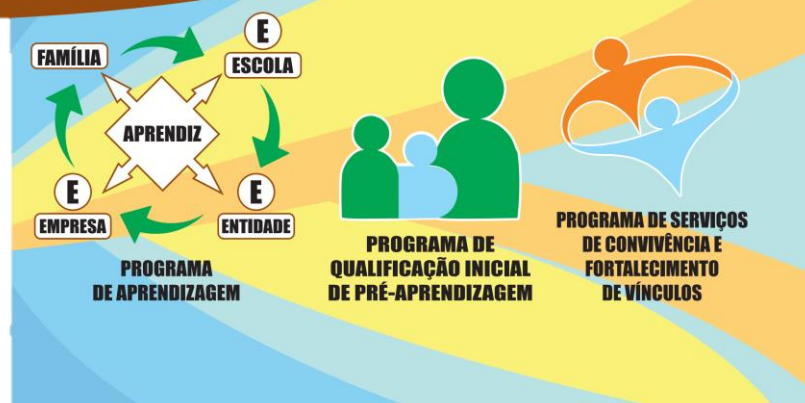 FAMÍLIA
E
ESCOLA
APRENDIZ
E
EMPRESA
E
ENTIDADE
PROGRAMA
DE APRENDIZAGEM
PROGRAMA DE
QUALIFICAÇÃO INICIAL
DE PRÉ-APRENDIZAGEM
PROGRAMA DE SERVIÇOS
DE CONVIVÊNCIA E
FORTALECIMENTO
DE VÍNCULOS